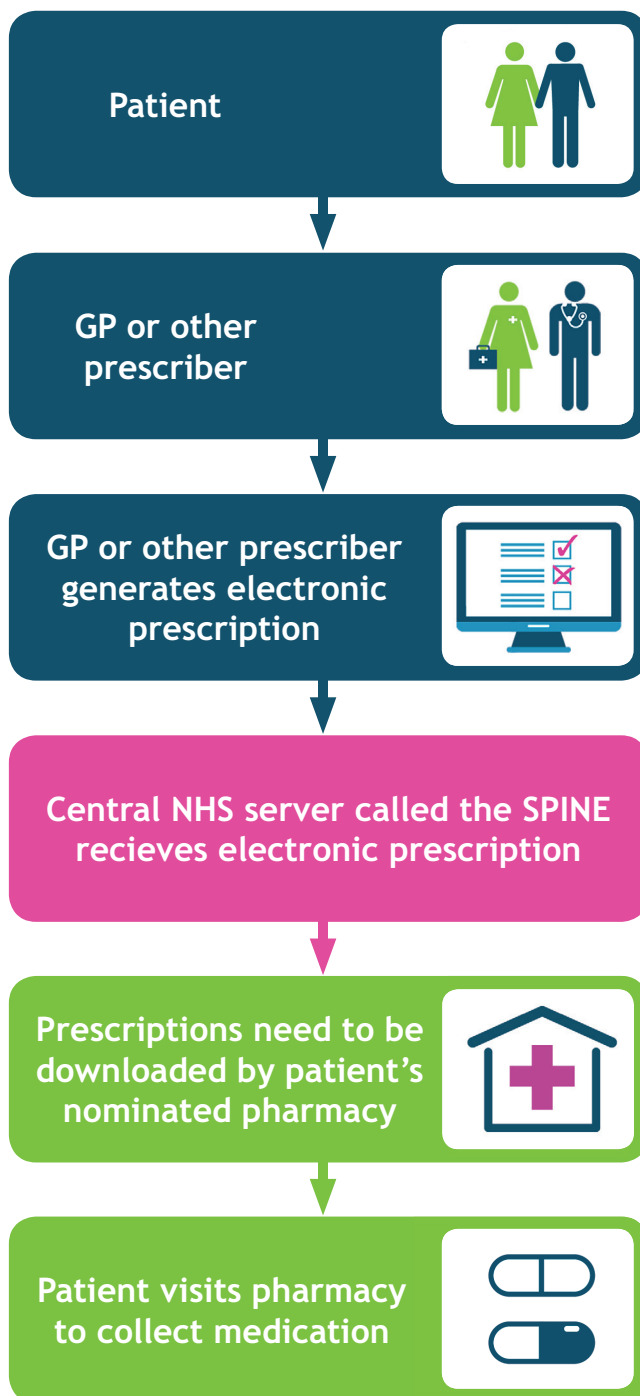 Patient
GP or other
prescriber
GP or other prescriber
generates electronic
prescription
Central NHS server called the SPINE
recieves electronic prescription
Prescriptions need to be
downloaded by patient’s
nominated pharmacy
Patient visits pharmacy
to collect medication